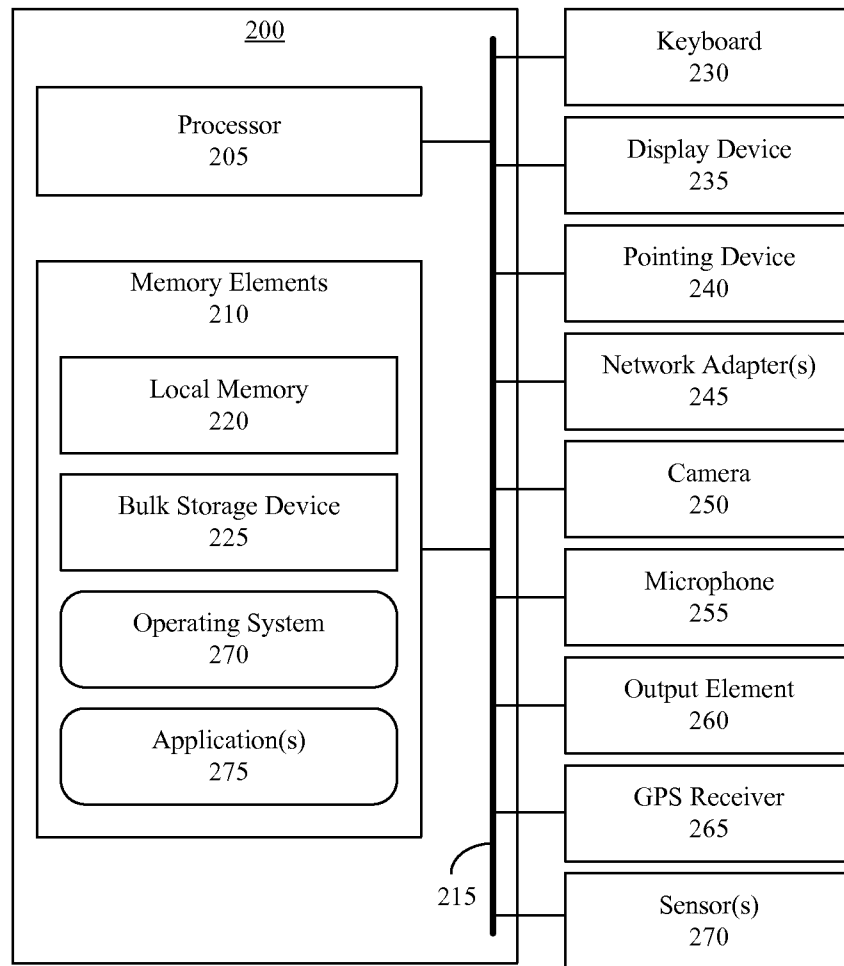 200
Processor
205
Memory Elements
210
Local Memory
220
Bulk Storage Device
225
Operating System
270
Application(s)
275
215
Keyboard
230
Display Device
235
Pointing Device
240
Network Adapter(s)
245
Camera
250
Microphone
255
Output Element
260
GPS Receiver
265
Sensor(s)
270